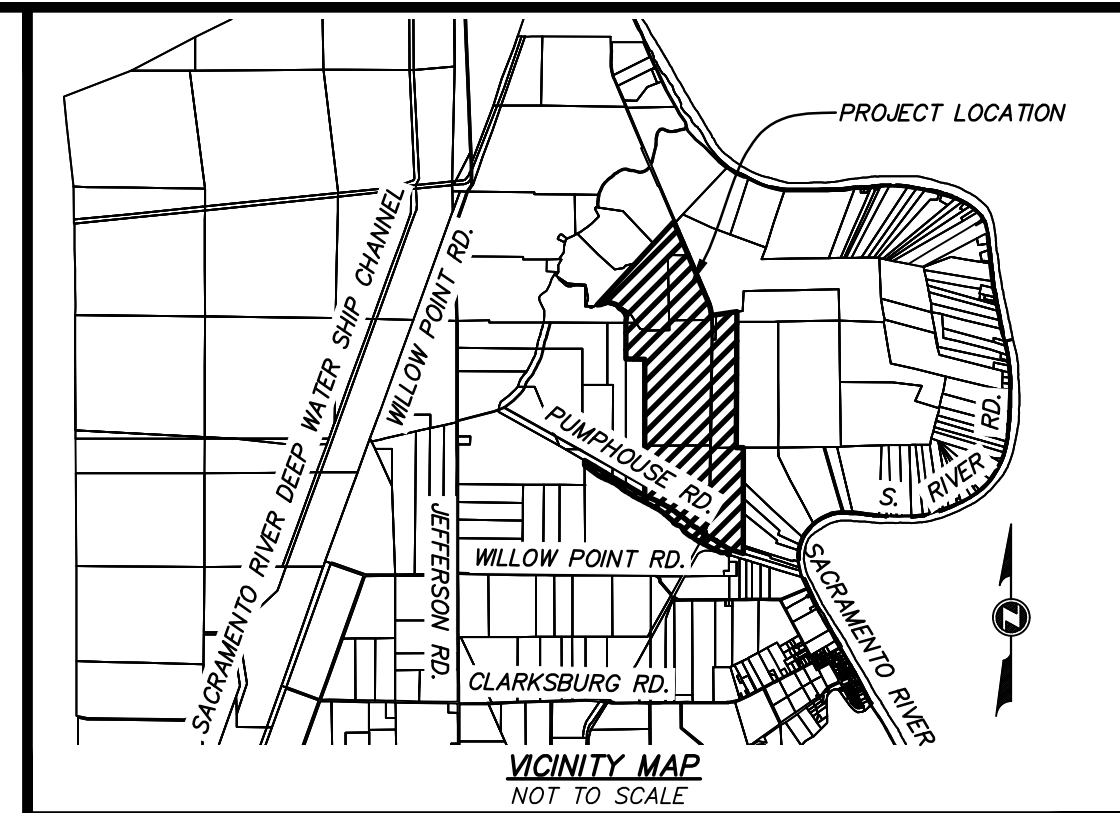 PROJECT LOCATION
SACRAMENTO RIVER DEEP WATER SHIP CHANNEL
WILLOW POINT RD.
PUMPHOUSE RD.
S. RIVER RD.
JEFFERSON RD.
WILLOW POINT RD.
SACRAMENTO RIVER
CLARKSBURG RD.
N
VICINITY MAP
NOT TO SCALE